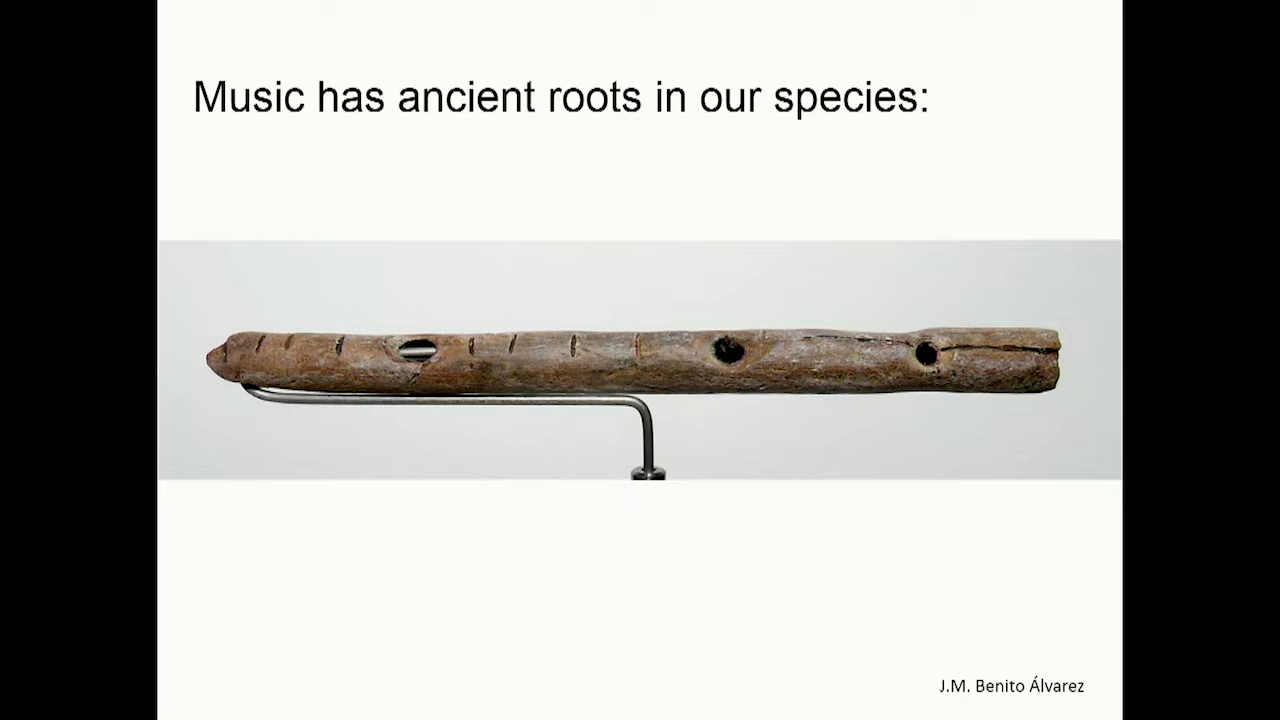 Music has ancient roots in our species:
J.M. Benito Álvarez